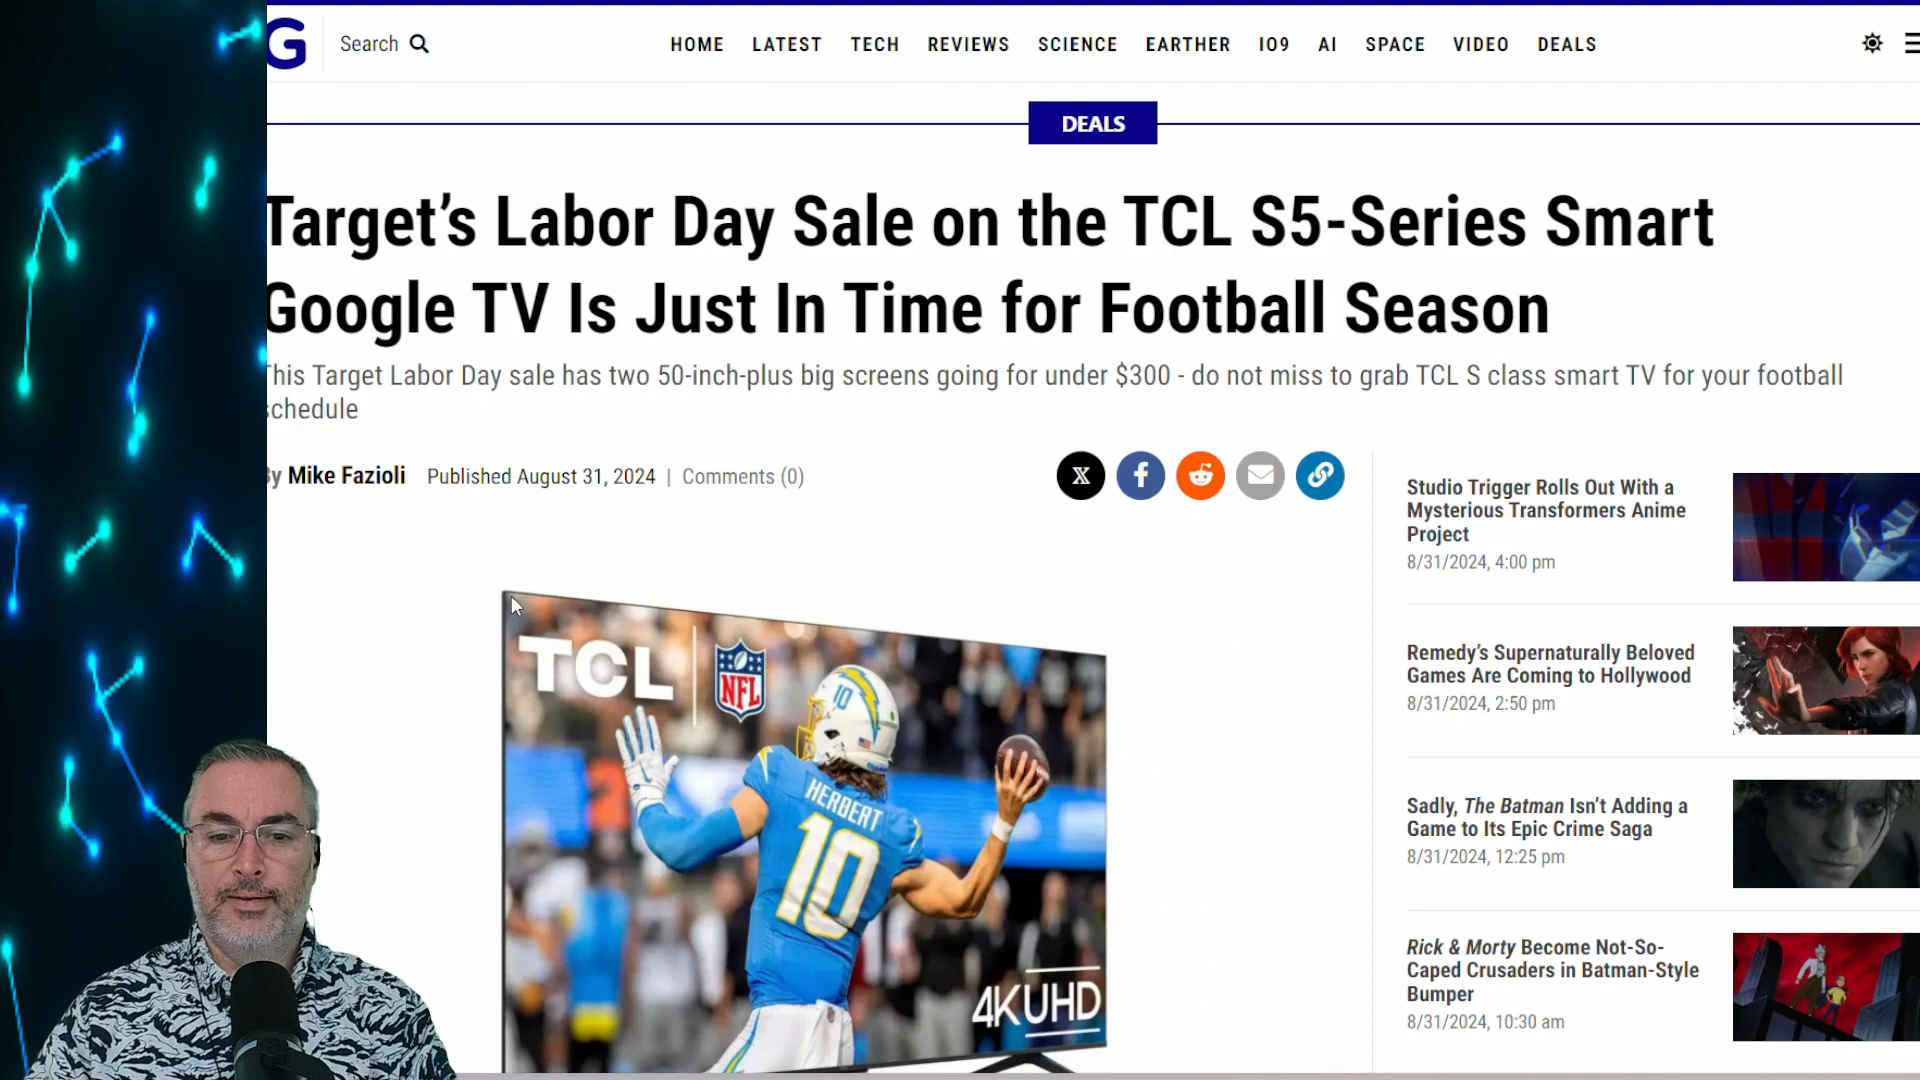 G
Search
HOME LATEST TECH REVIEWS SCIENCE EARTHER IO9 AI SPACE VIDEO DEALS
DEALS
Target’s Labor Day Sale on the TCL S5-Series Smart
Google TV Is Just In Time for Football Season
This Target Labor Day sale has two 50-inch-plus big screens going for under $300 - do not miss to grab TCL S class smart TV for your football
schedule
By Mike Fazioli Published August 31, 2024 | Comments (0)
TCL
NFL
10
HERBERT
10
4KUHD
Studio Trigger Rolls Out With a
Mysterious Transformers Anime
Project
8/31/2024, 4:00 pm
Remedy’s Supernaturally Beloved
Games Are Coming to Hollywood
8/31/2024, 2:50 pm
Sadly, The Batman Isn’t Adding a
Game to Its Epic Crime Saga
8/31/2024, 12:25 pm
Rick & Morty Become Not-So-
Caped Crusaders in Batman-Style
Bumper
8/31/2024, 10:30 am